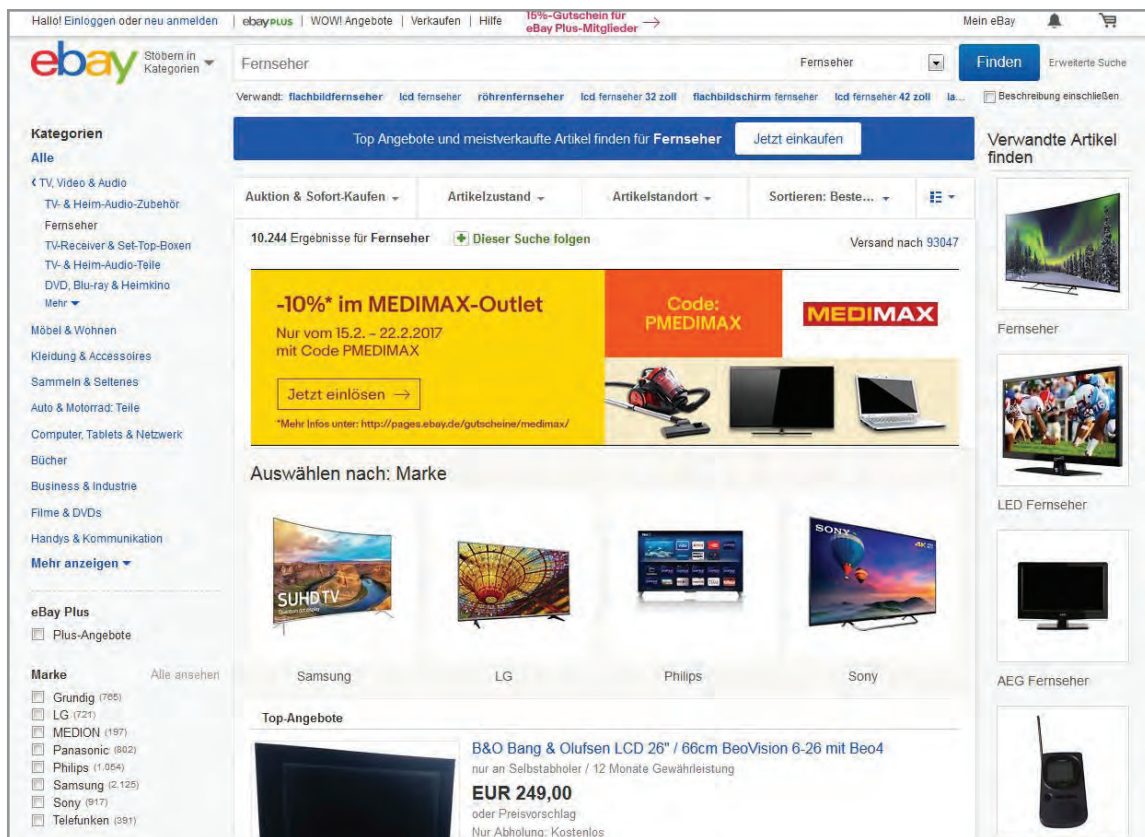 Hallo! Einloggen oder neu anmelden | ebay PLUS | WOW! Angebote | Verkaufen | Hilfe
15%-Gutschein für
eBay Plus-Mitglieder →
Mein eBay
ebay
Stöbern in
Kategorien
Fernseher
Fernseher
Finden
Erweiterte Suche
Verwandt: flachbildfernseher lcd fernseher röhrenfernseher lcd fernseher 32 zoll flachbildschirm fernseher lcd fernseher 42 zoll la...
Beschreibung einschließen
Kategorien
Alle
TV, Video & Audio
TV- & Heim-Audio-Zubehör
Fernseher
TV-Receiver & Set-Top-Boxen
TV- & Heim-Audio-Teile
DVD, Blu-ray & Heimkino
Mehr
Möbel & Wohnen
Kleidung & Accessoires
Sammeln & Seltenes
Auto & Motorrad: Teile
Computer, Tablets & Netzwerk
Bücher
Business & Industrie
Filme & DVDs
Handys & Kommunikation
Mehr anzeigen
eBay Plus
Plus-Angebote
Marke Alle ansehen
Grundig (765)
LG (721)
MEDION (197)
Panasonic (802)
Philips (1.054)
Samsung (2.125)
Sony (917)
Telefunken (391)
Top Angebote und meistverkaufte Artikel finden für Fernseher Jetzt einkaufen
Auktion & Sofort-Kaufen Artikelzustand Artikelstandort Sortieren: Beste...
10.244 Ergebnisse für Fernseher Dieser Suche folgen Versand nach 93047
-10%* im MEDIMAX-Outlet
Nur vom 15.2. – 22.2.2017
mit Code PMEDIMAX
Jetzt einlösen →
*Mehr Infos unter: http://pages.ebay.de/gutscheine/medimax/
Code:
PMEDIMAX
MEDIMAX
Auswählen nach: Marke
SUHD TV
SONY
4K
Samsung LG Philips Sony
Top-Angebote
B&O Bang & Olufsen LCD 26" / 66cm BeoVision 6-26 mit Beo4
nur an Selbstabholer / 12 Monate Gewährleistung
EUR 249,00
oder Preisvorschlag
Nur Abholung: Kostenlos
Verwandte Artikel
finden
Fernseher
LED Fernseher
AEG Fernseher